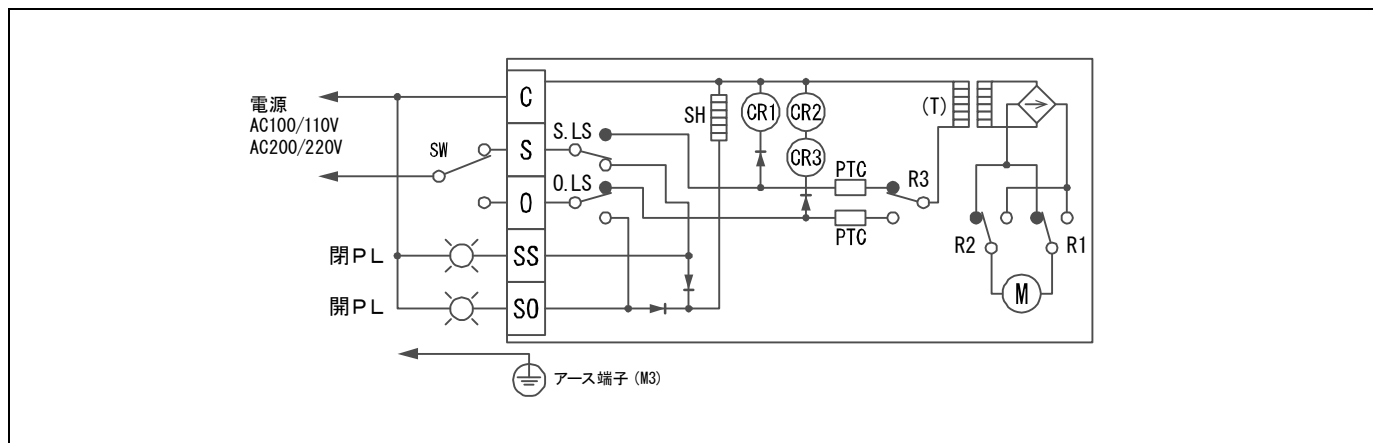 電源
AC100/110V
AC200/220V
SW
C
S
O
SS
SO
S.LS
O.LS
SH
CR1
CR2
CR3
PTC
PTC
R3
(T)
R2
R1
M
閉PL
開PL
アース端子 (M3)